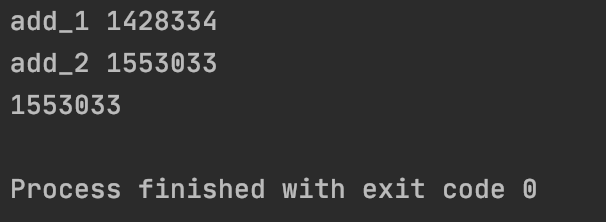 add_1 1428334
add_2 1553033
1553033
Process finished with exit code 0